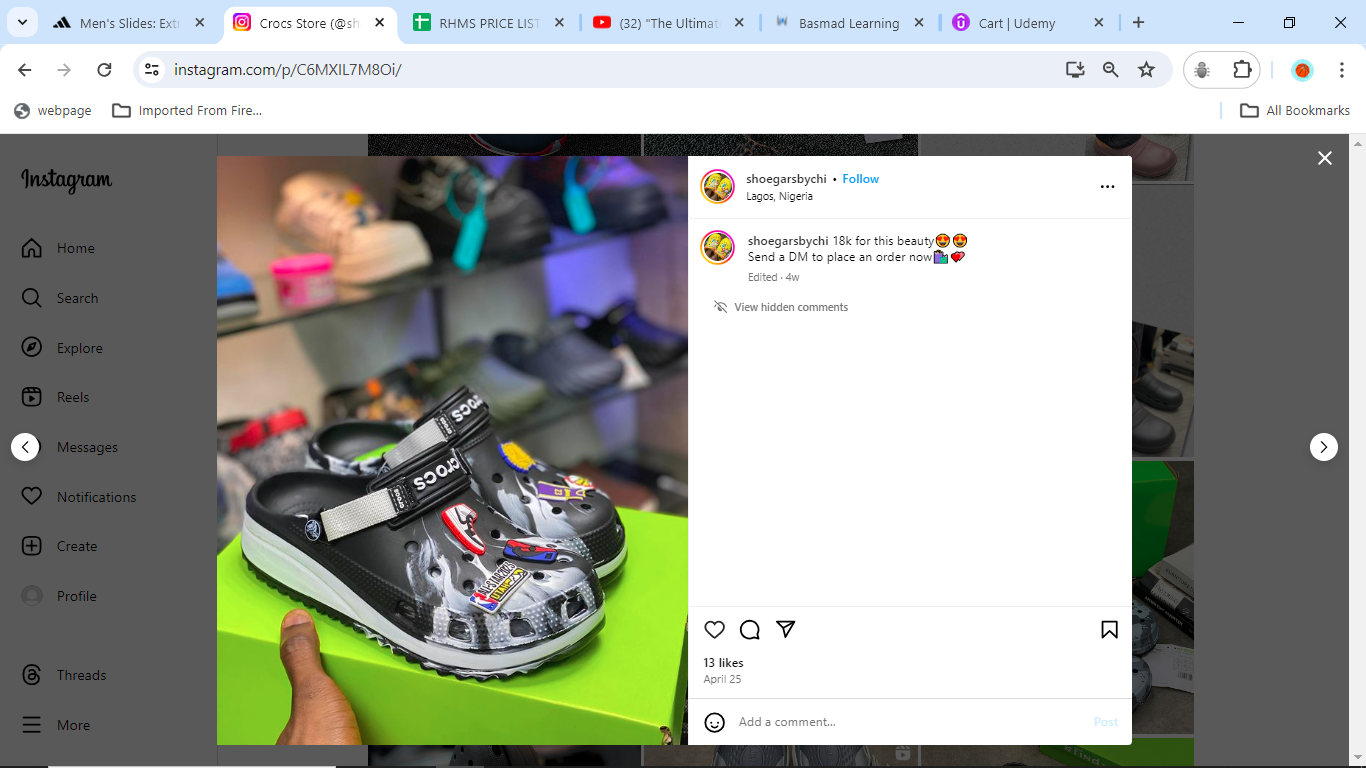 Men's Slides: Ext
Crocs Store (@sh
RHMS PRICE LIST
(32) "The Ultimat
Basmad Learning
Cart | Udemy
instagram.com/p/C6MXIL7M8Oi/
webpage
Imported From Fire...
All Bookmarks
Instagram
Home
Search
Explore
Reels
Messages
Notifications
Create
Profile
Threads
More
crocs
crocs
shoegarsbychi • Follow
Lagos, Nigeria
shoegarsbychi 18k for this beauty😍😍
Send a DM to place an order now🛍️💝
Edited · 4w
View hidden comments
13 likes
April 25
Add a comment...
Post